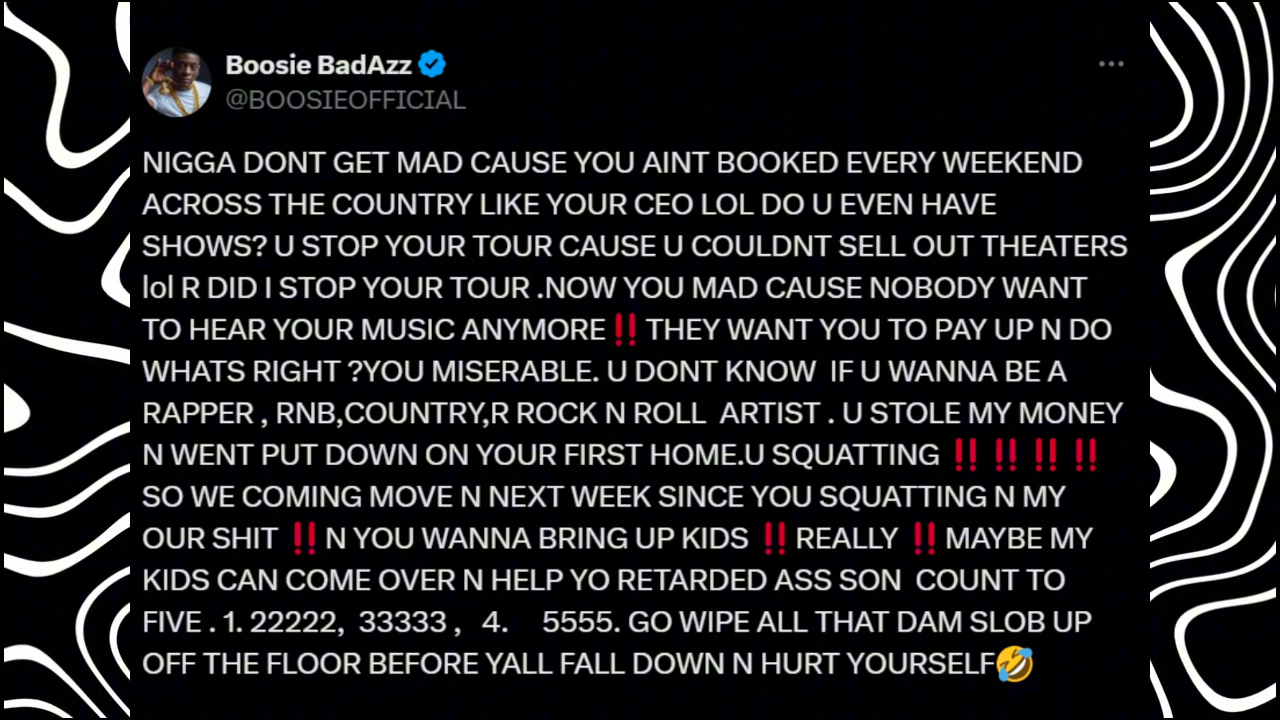 Boosie BadAzz
@BOOSIEOFFICIAL
NIGGA DONT GET MAD CAUSE YOU AINT BOOKED EVERY WEEKEND
ACROSS THE COUNTRY LIKE YOUR CEO LOL DO U EVEN HAVE
SHOWS? U STOP YOUR TOUR CAUSE U COULDNT SELL OUT THEATERS
lol R DID I STOP YOUR TOUR .NOW YOU MAD CAUSE NOBODY WANT
TO HEAR YOUR MUSIC ANYMORE ‼️ THEY WANT YOU TO PAY UP N DO
WHATS RIGHT ?YOU MISERABLE. U DONT KNOW  IF U WANNA BE A
RAPPER , RNB,COUNTRY,R ROCK N ROLL  ARTIST . U STOLE MY MONEY
N WENT PUT DOWN ON YOUR FIRST HOME.U SQUATTING ‼️ ‼️ ‼️ ‼️
SO WE COMING MOVE N NEXT WEEK SINCE YOU SQUATTING N MY
OUR SHIT ‼️ N YOU WANNA BRING UP KIDS ‼️ REALLY ‼️ MAYBE MY
KIDS CAN COME OVER N HELP YO RETARDED ASS SON  COUNT TO
FIVE . 1. 22222,  33333 ,   4.     5555. GO WIPE ALL THAT DAM SLOB UP
OFF THE FLOOR BEFORE YALL FALL DOWN N HURT YOURSELF🤣